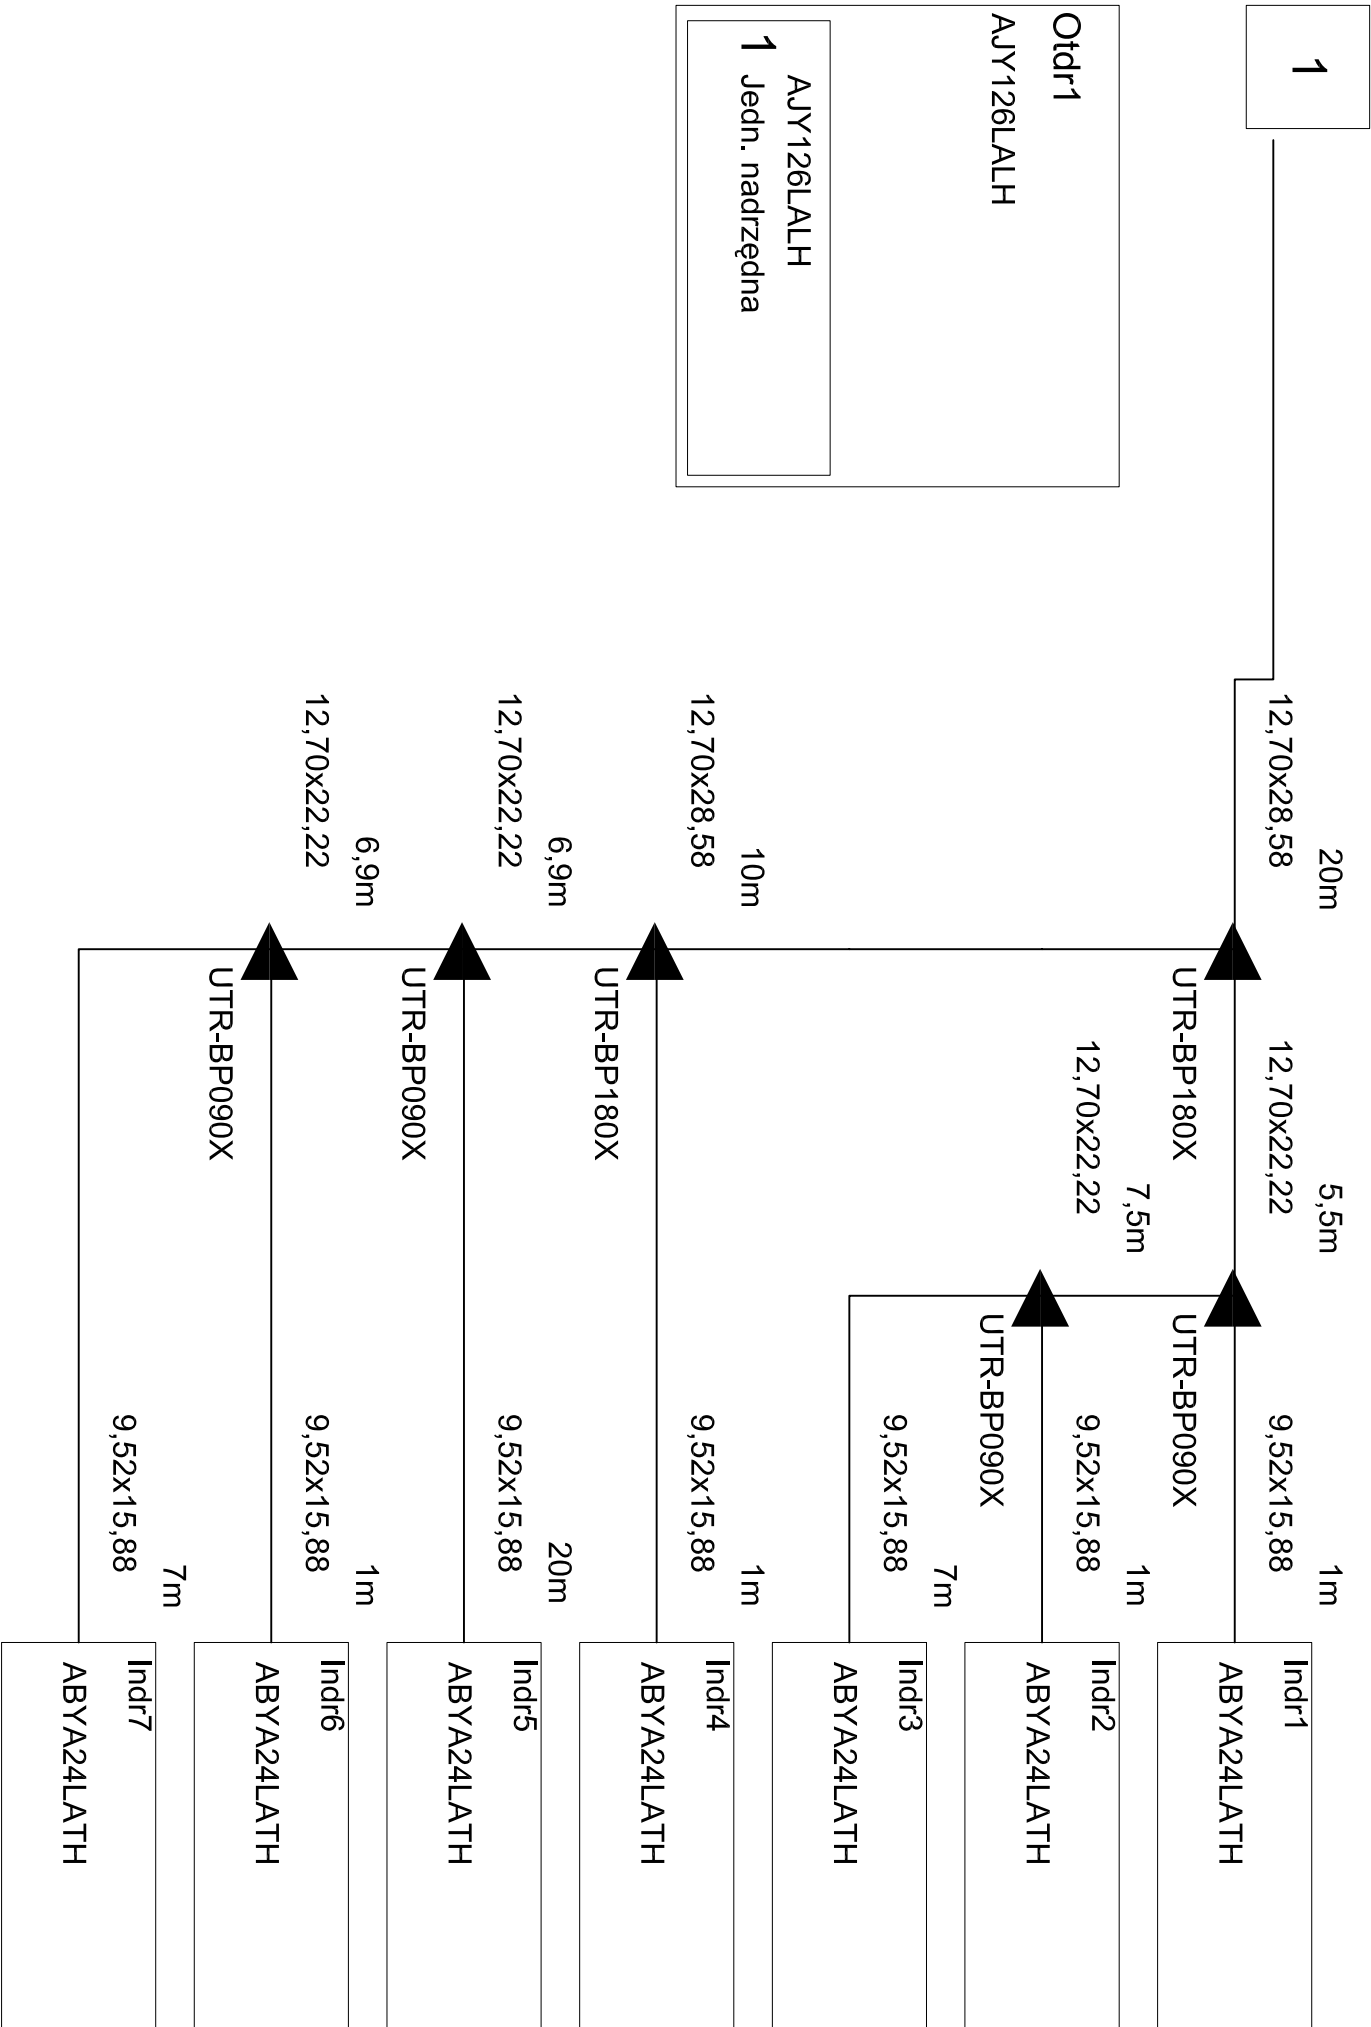 1
Otdr1
AJY126LALH
AJY126LALH
1 Jedn. nadrzędna
20m
12,70x28,58
UTR-BP180X
5,5m
12,70x22,22
UTR-BP090X
1m
9,52x15,88
Indr1
ABYA24LATH
7,5m
12,70x22,22
UTR-BP090X
1m
9,52x15,88
Indr2
ABYA24LATH
7m
9,52x15,88
Indr3
ABYA24LATH
10m
12,70x28,58
UTR-BP180X
1m
9,52x15,88
Indr4
ABYA24LATH
6,9m
12,70x22,22
UTR-BP090X
20m
9,52x15,88
Indr5
ABYA24LATH
6,9m
12,70x22,22
UTR-BP090X
1m
9,52x15,88
Indr6
ABYA24LATH
7m
9,52x15,88
Indr7
ABYA24LATH